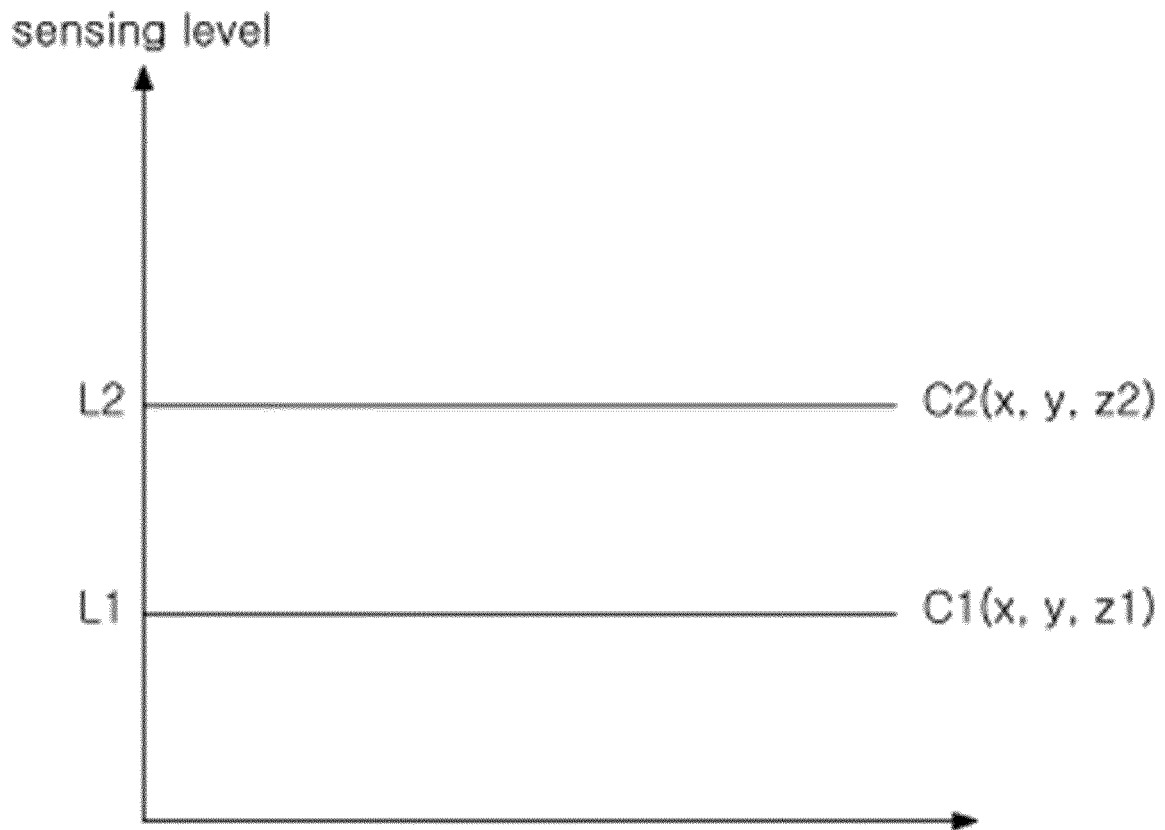 sensing level
L2
C2(x, y, z2)
L1
C1(x, y, z1)